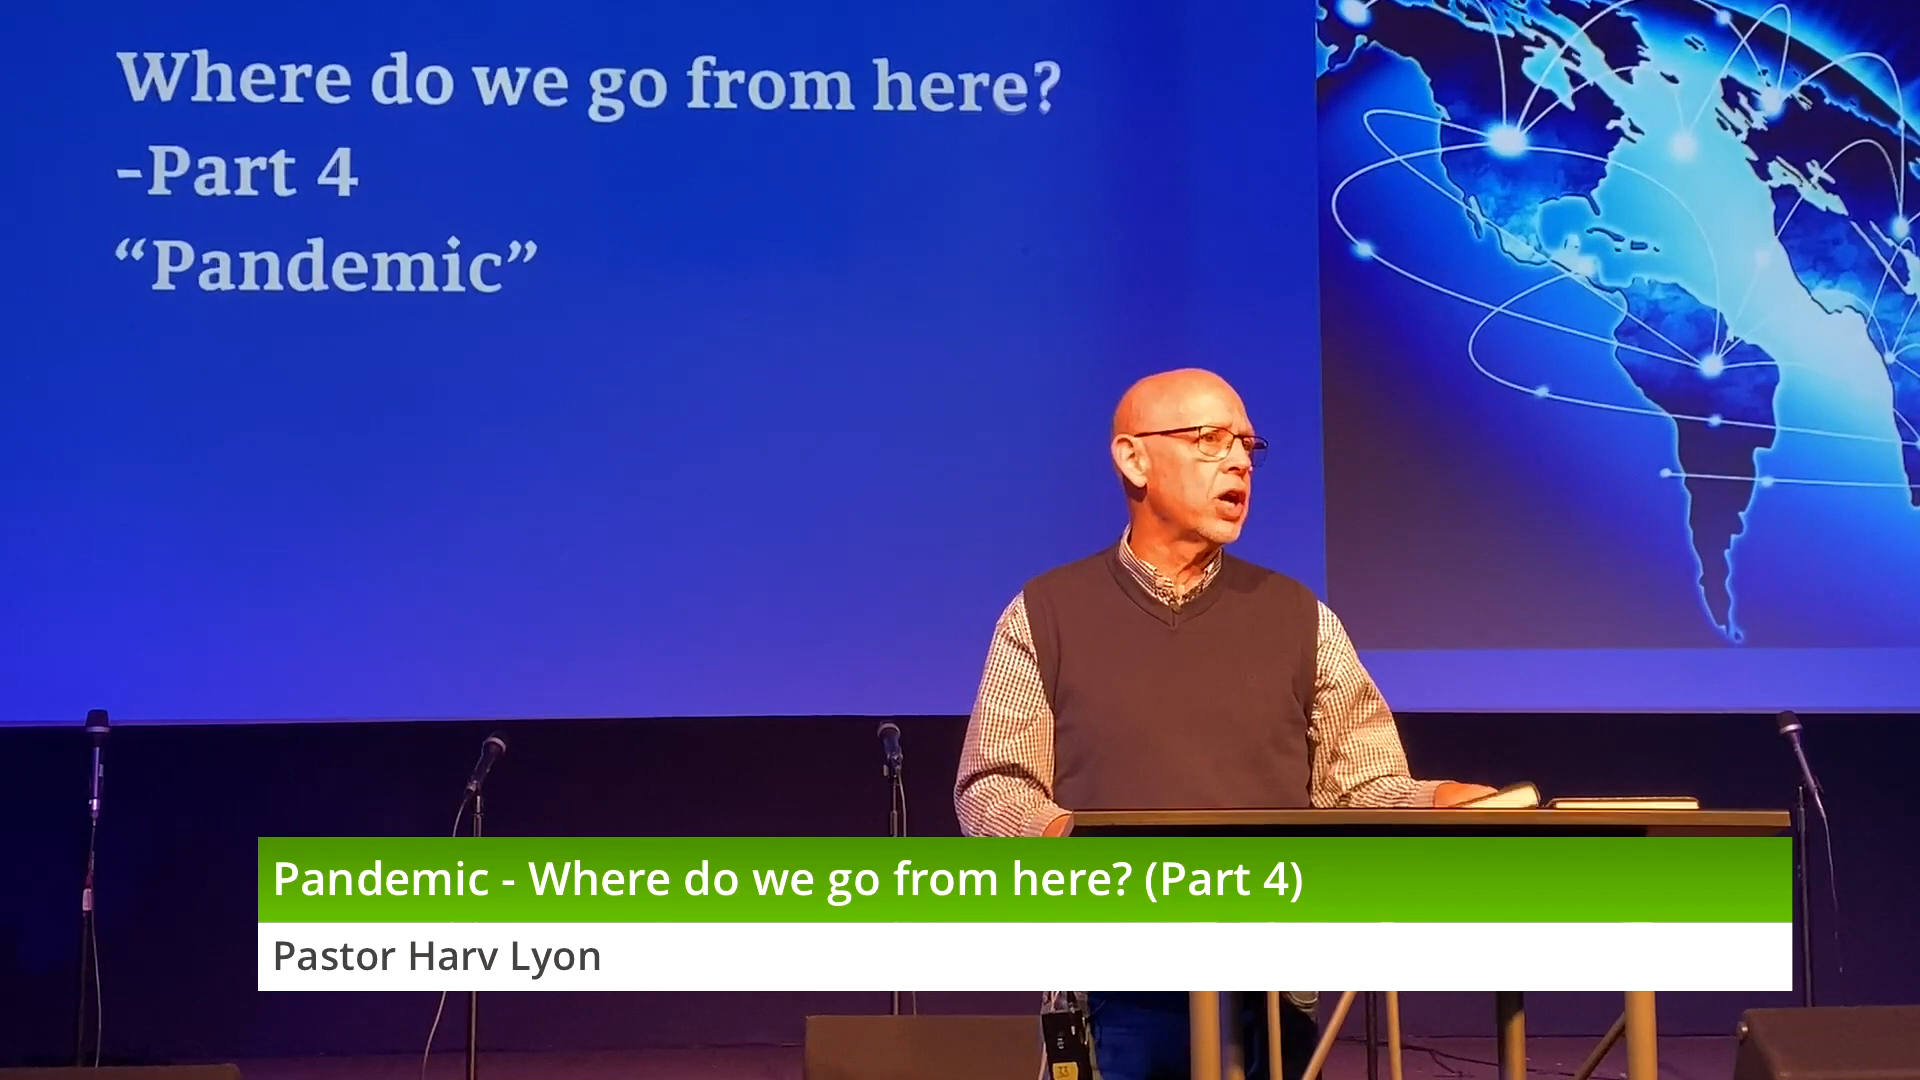 Where do we go from here?
-Part 4
“Pandemic”
Pandemic - Where do we go from here? (Part 4)
Pastor Harv Lyon